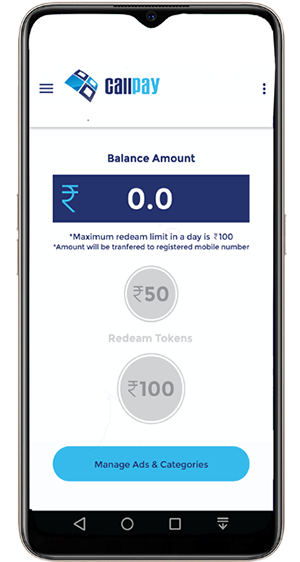 callpay
Balance Amount
₹ 0.0
*Maximum redeam limit in a day is ₹100
*Amount will be tranfered to registered mobile number
₹50
Redeam Tokens
₹100
Manage Ads & Categories